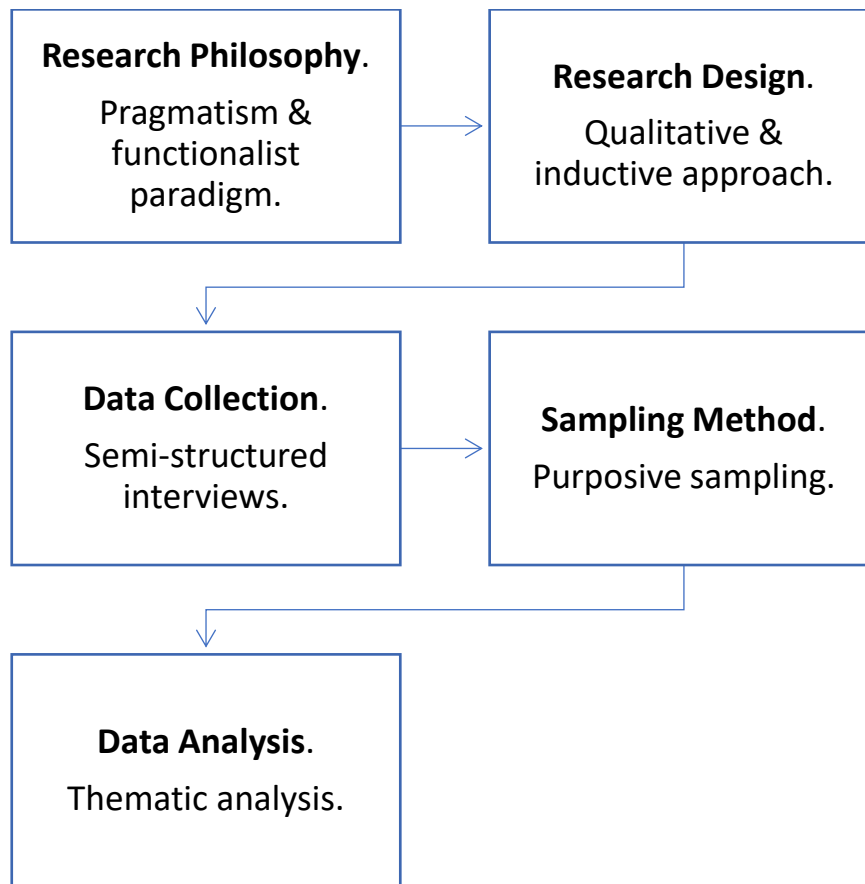 Research Philosophy.
Pragmatism &
functionalist
paradigm.
Research Design.
Qualitative &
inductive approach.
Data Collection.
Semi-structured
interviews.
Sampling Method.
Purposive sampling.
Data Analysis.
Thematic analysis.